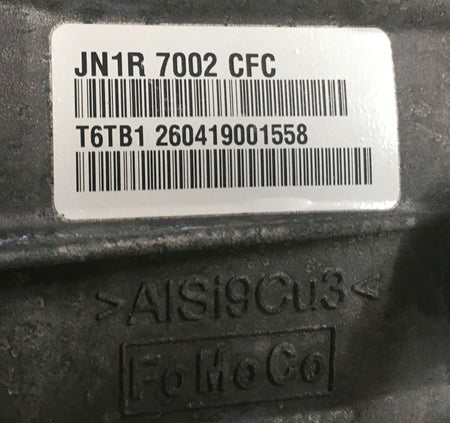 JN1R 7002 CFC
T6TB1 260419001558
>AlSi9Cu3<
FoMoCo